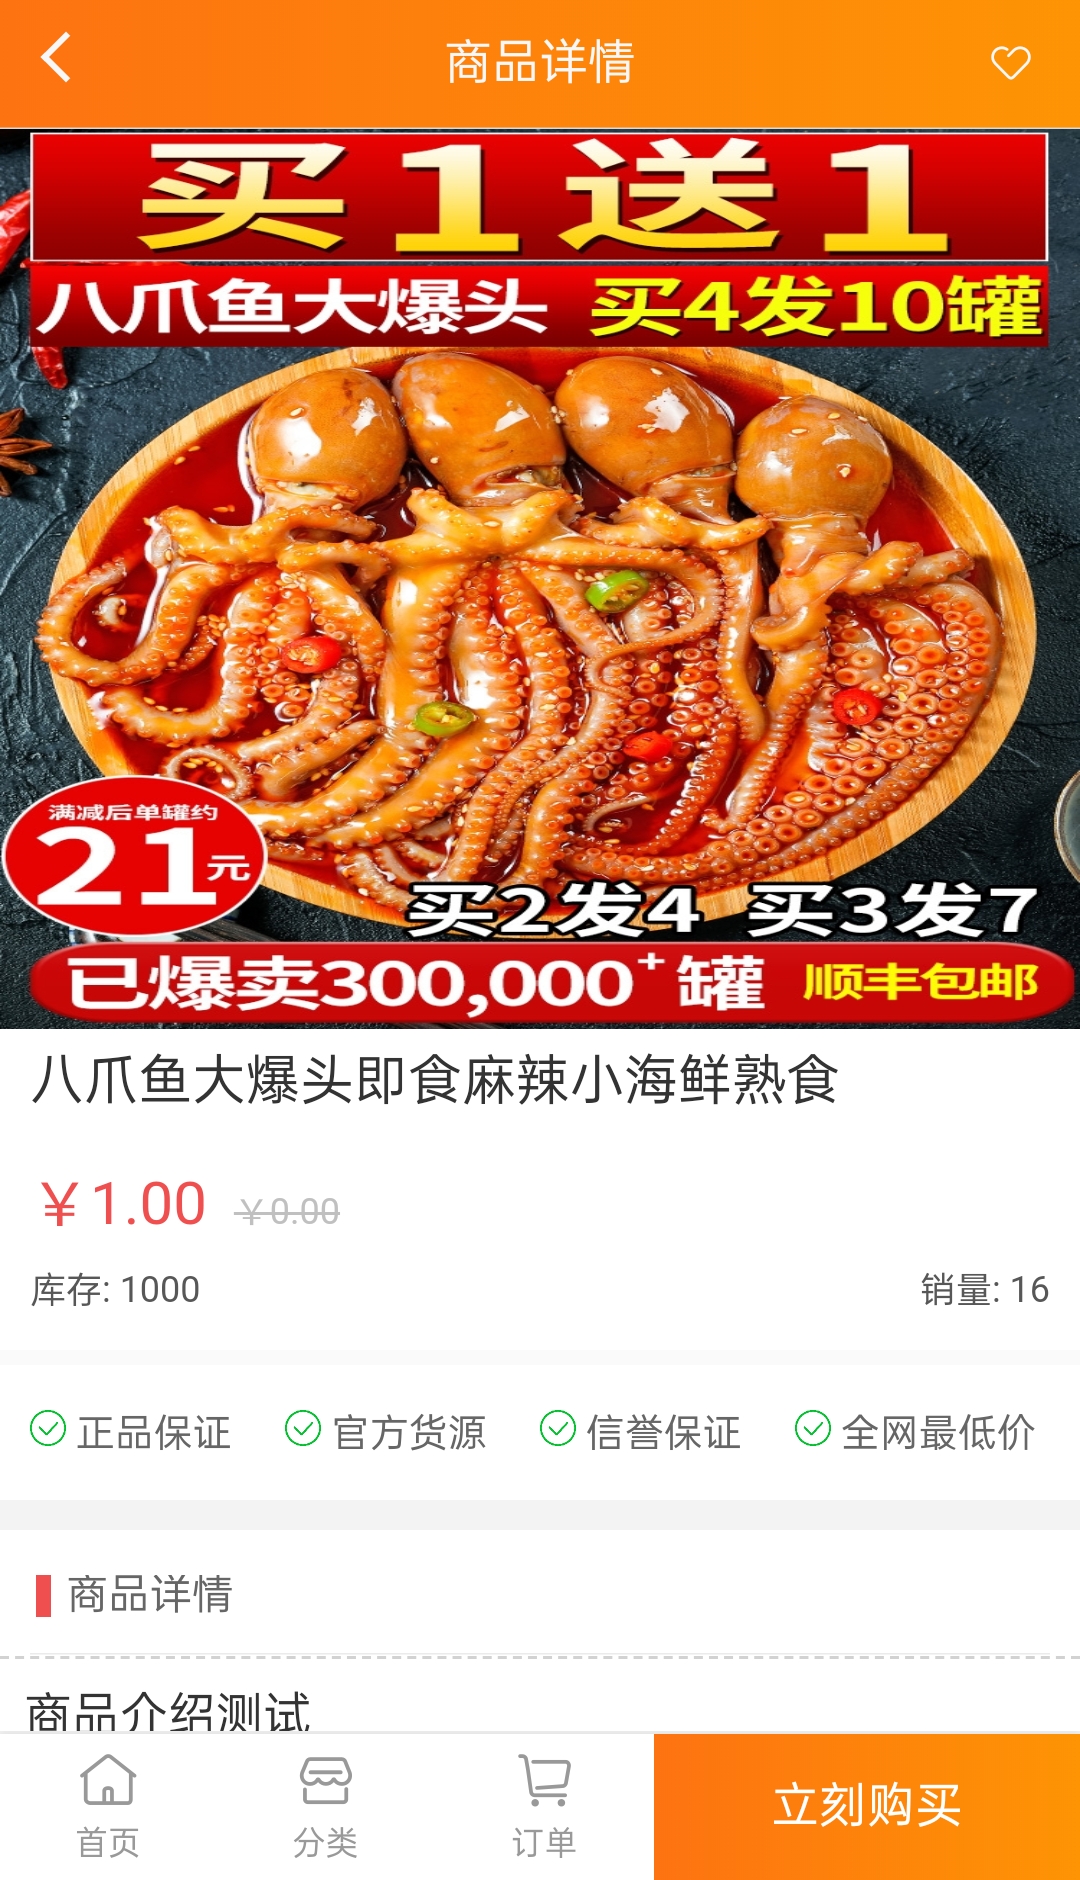 商品详情
买1送1
八爪鱼大爆头 买4发10罐
满减后单罐约
21元
买2发4 买3发7
已爆卖300,000+罐 顺丰包邮
八爪鱼大爆头即食麻辣小海鲜熟食
￥1.00 ￥0.00
库存: 1000 销量: 16
正品保证 官方货源 信誉保证 全网最低价
商品详情
商品介绍测试
首页 分类 订单 立刻购买